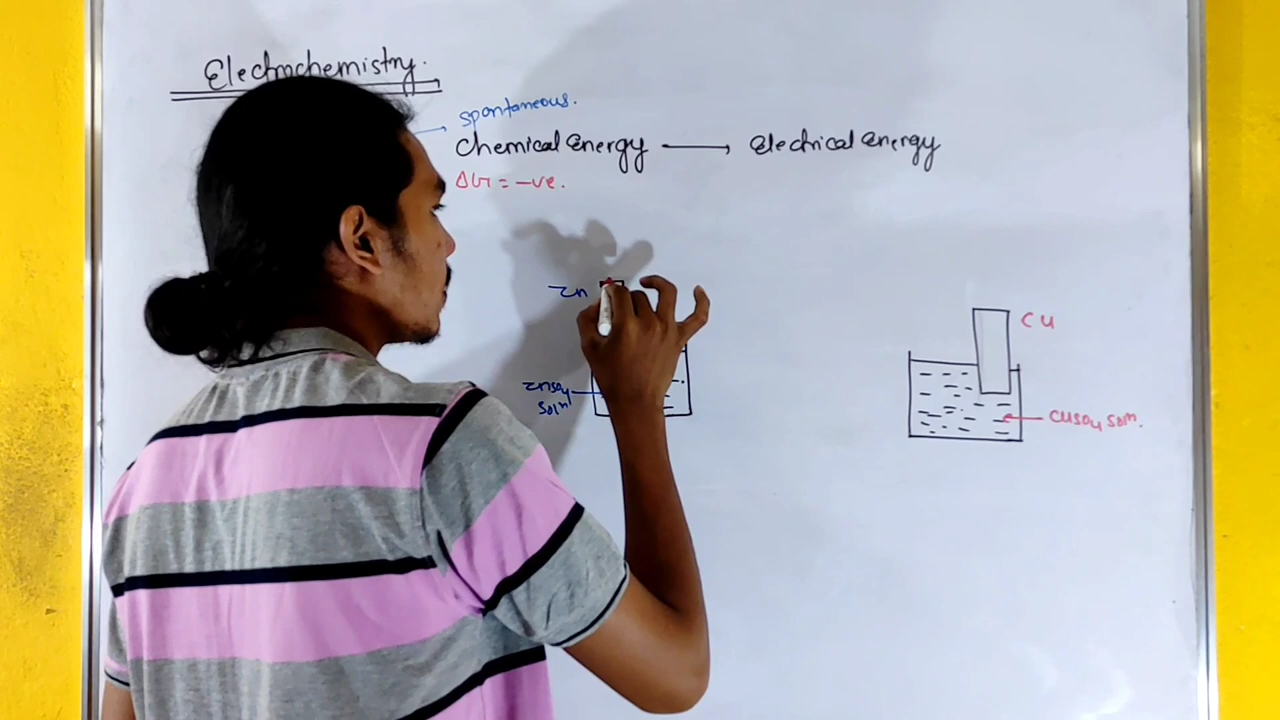 Electrochemistry.
spontaneous.
Chemical Energy → Electrical Energy
ΔG = -ve.
Zn
ZnSO4
Soln
Cu
CuSO4 Soln.